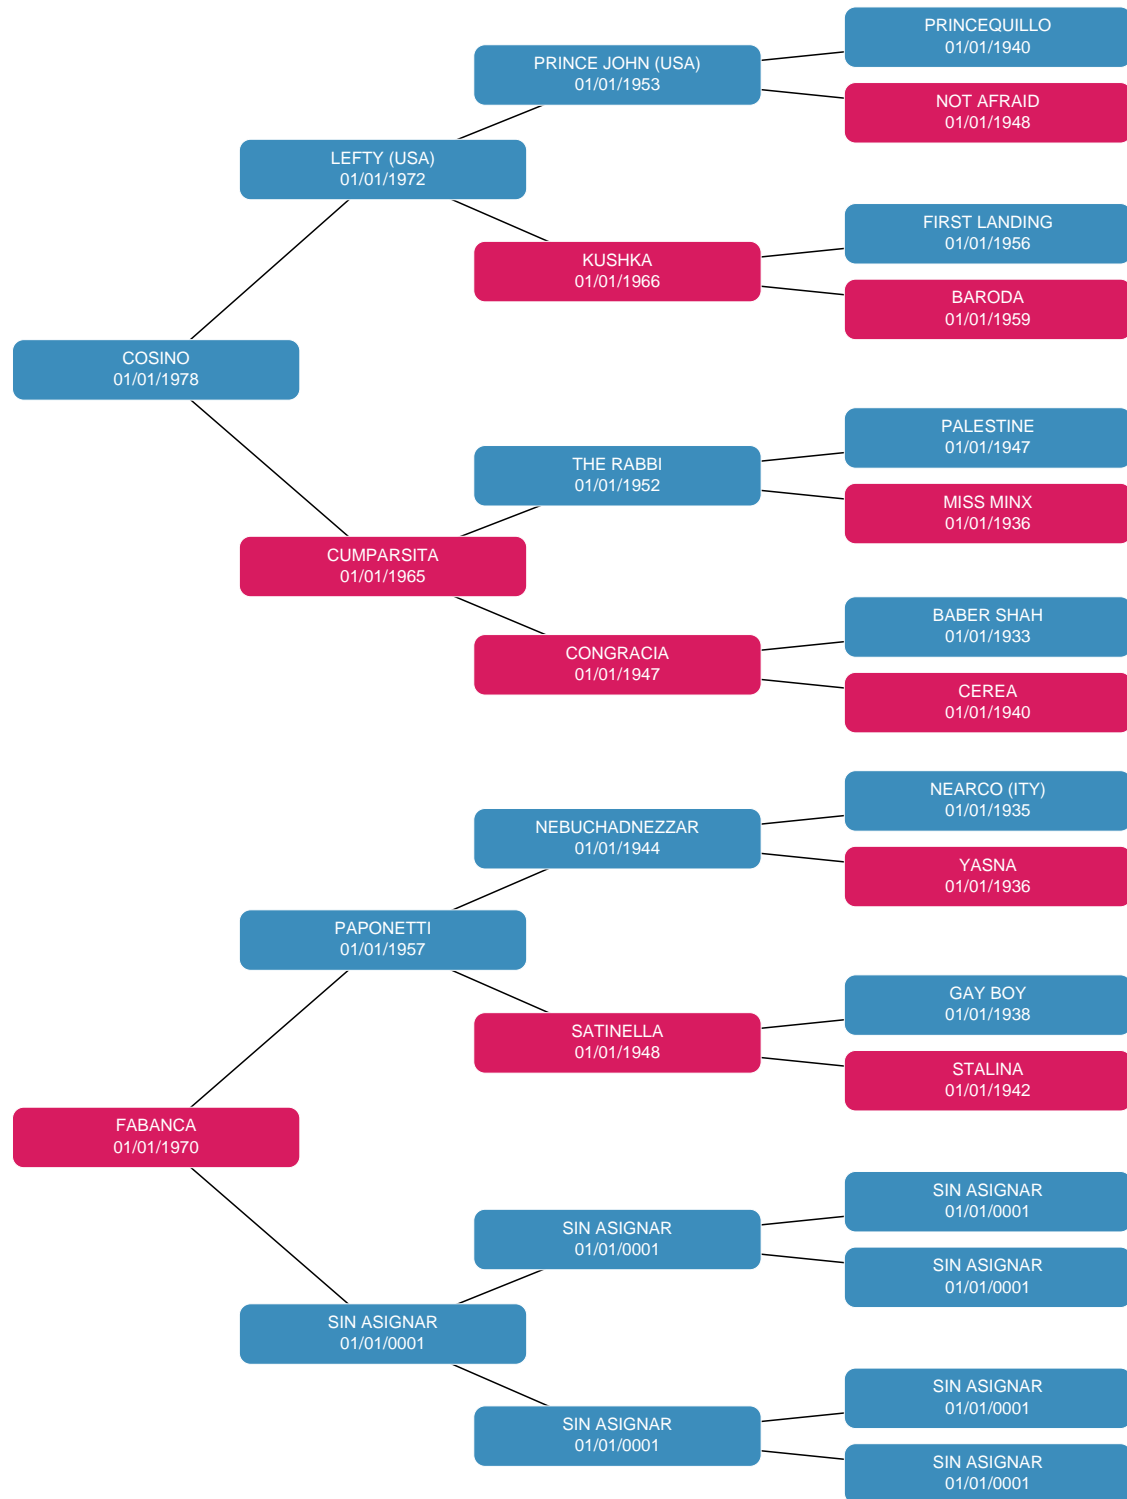 PRINCEQUILLO
01/01/1940
PRINCE JOHN (USA)
01/01/1953
NOT AFRAID
01/01/1948
LEFTY (USA)
01/01/1972
FIRST LANDING
01/01/1956
KUSHKA
01/01/1966
BARODA
01/01/1959
COSINO
01/01/1978
PALESTINE
01/01/1947
THE RABBI
01/01/1952
MISS MINX
01/01/1936
CUMPARSITA
01/01/1965
BABER SHAH
01/01/1933
CONGRACIA
01/01/1947
CEREA
01/01/1940
NEARCO (ITY)
01/01/1935
NEBUCHADNEZZAR
01/01/1944
YASNA
01/01/1936
PAPONETTI
01/01/1957
GAY BOY
01/01/1938
SATINELLA
01/01/1948
STALINA
01/01/1942
FABANCA
01/01/1970
SIN ASIGNAR
01/01/0001
SIN ASIGNAR
01/01/0001
SIN ASIGNAR
01/01/0001
SIN ASIGNAR
01/01/0001
SIN ASIGNAR
01/01/0001
SIN ASIGNAR
01/01/0001
SIN ASIGNAR
01/01/0001